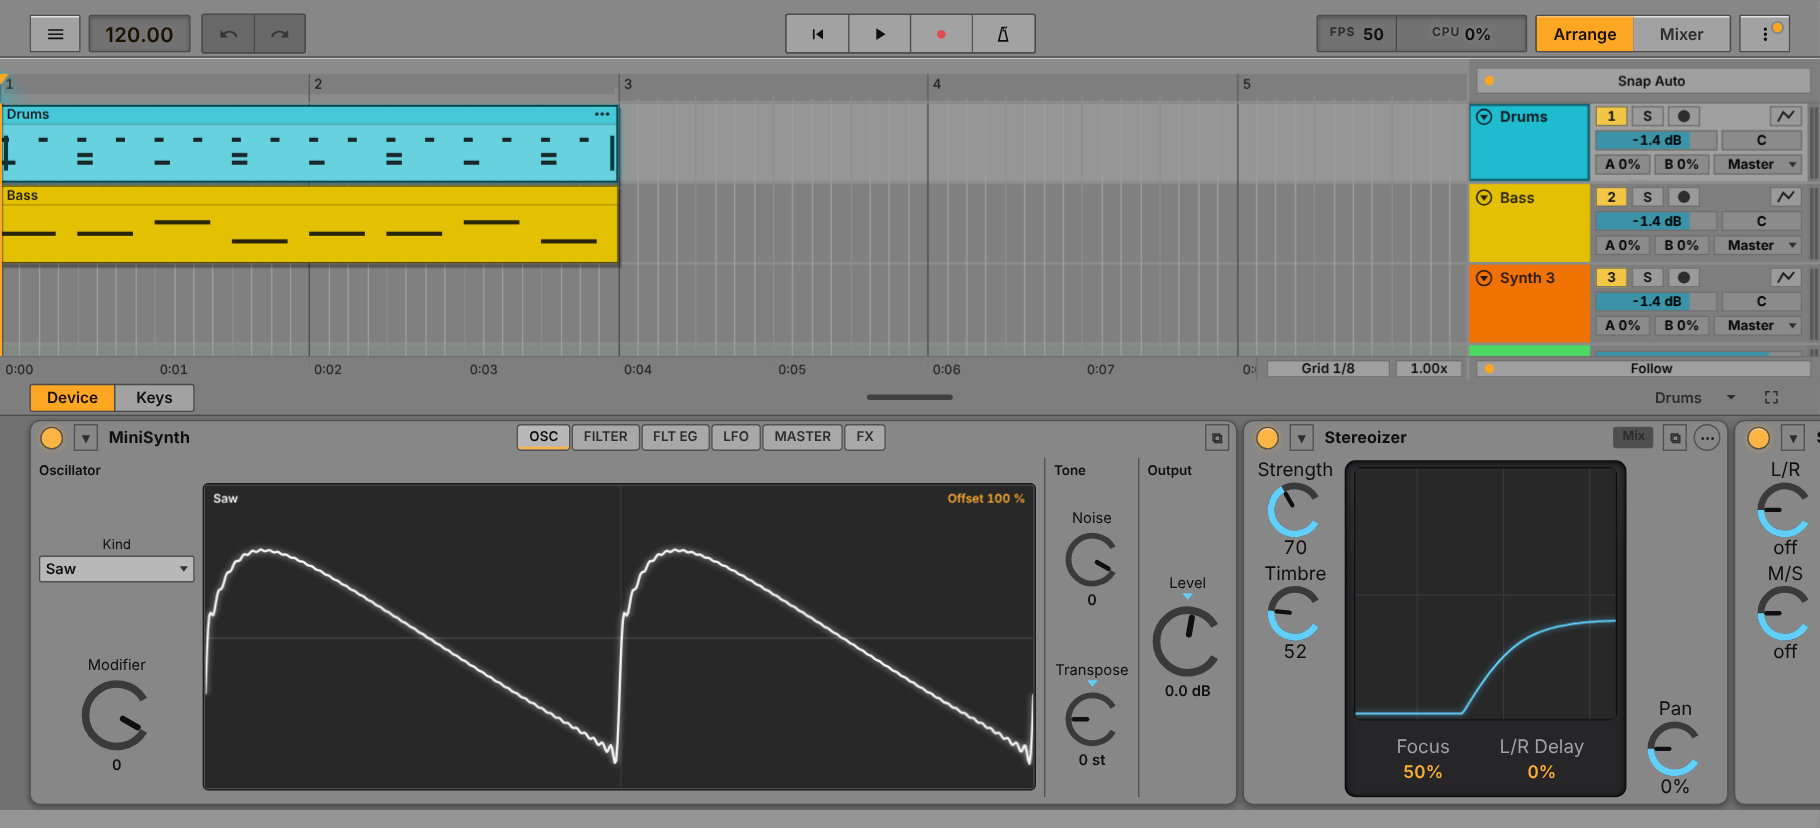 120.00
FPS 50
CPU 0%
Arrange
Mixer
1 2 3 4 5
Snap Auto
Drums
Bass
Drums
1 S
-1.4 dB C
A 0% B 0% Master
Bass
2 S
-1.4 dB C
A 0% B 0% Master
Synth 3
3 S
-1.4 dB C
A 0% B 0% Master
0:00 0:01 0:02 0:03 0:04 0:05 0:06 0:07
Grid 1/8 1.00x Follow
Device Keys
Drums
MiniSynth
OSC FILTER FLT EG LFO MASTER FX
Oscillator
Kind
Saw
Modifier
0
Saw
Offset 100 %
Tone
Noise
0
Transpose
0 st
Output
Level
0.0 dB
Stereoizer
Mix
Strength
70
Timbre
52
Focus
50%
L/R Delay
0%
Pan
0%
L/R
off
M/S
off